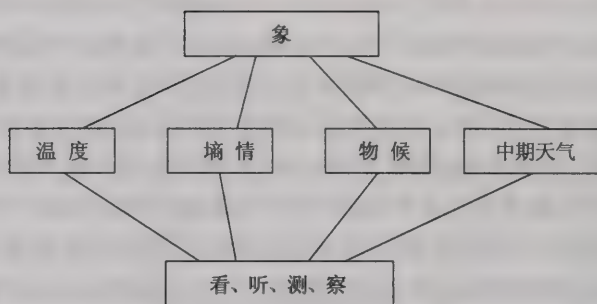 象
温度 墒情 物候 中期天气
看、听、测、察